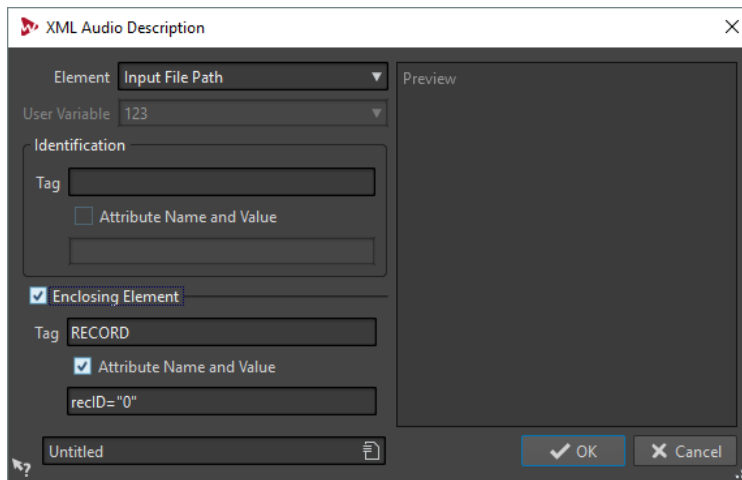 XML Audio Description
Element Input File Path
Preview
User Variable 123
Identification
Tag
Attribute Name and Value
Enclosing Element
Tag RECORD
Attribute Name and Value
recID="0"
Untitled
OK Cancel